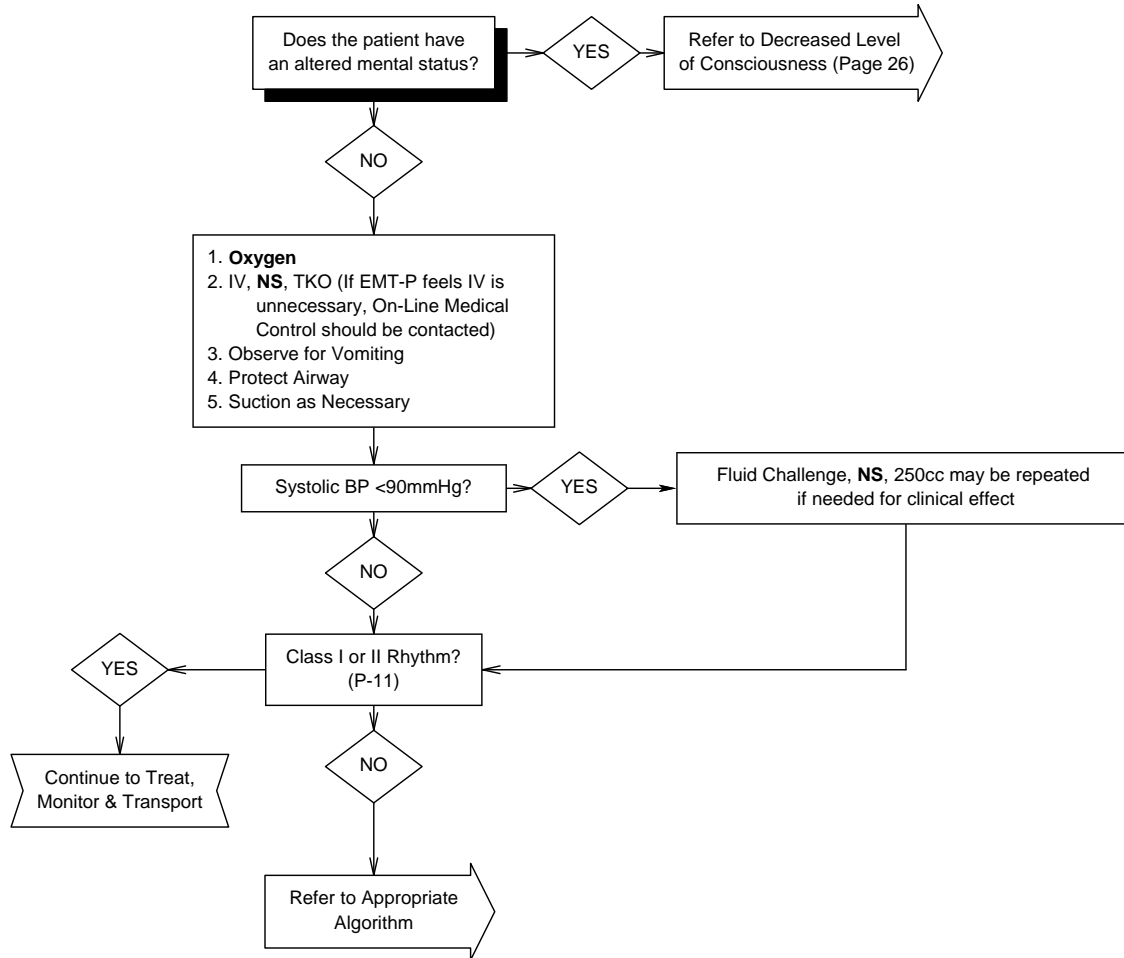 Does the patient have
an altered mental status?
YES
Refer to Decreased Level
of Consciousness (Page 26)
NO
1. Oxygen
2. IV, NS, TKO (If EMT-P feels IV is
unnecessary, On-Line Medical
Control should be contacted)
3. Observe for Vomiting
4. Protect Airway
5. Suction as Necessary
Systolic BP <90mmHg?
YES
Fluid Challenge, NS, 250cc may be repeated
if needed for clinical effect
NO
Class I or II Rhythm?
(P-11)
YES
Continue to Treat,
Monitor & Transport
NO
Refer to Appropriate
Algorithm